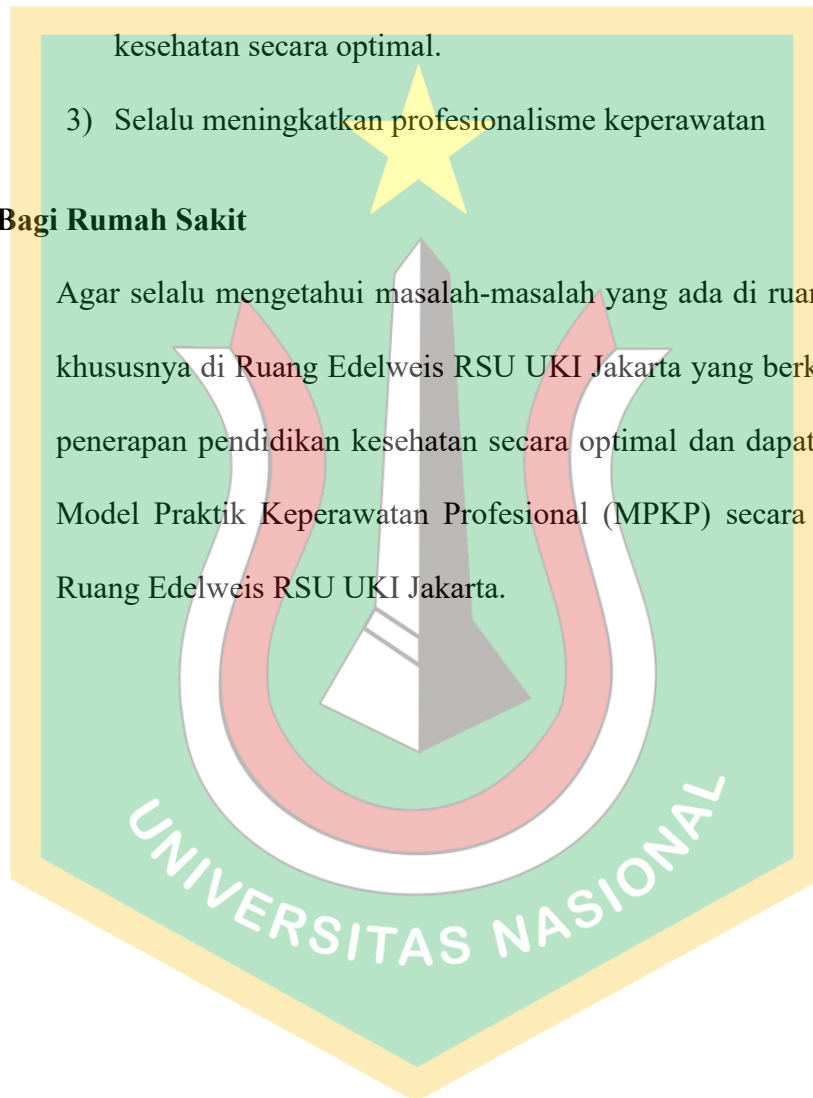 kesehatan secara optimal.
3) Selalu meningkatkan profesionalisme keperawatan
Bagi Rumah Sakit
Agar selalu mengetahui masalah-masalah yang ada di ruan
khususnya di Ruang Edelweis RSU UKI Jakarta yang berk
penerapan pendidikan kesehatan secara optimal dan dapat
Model Praktik Keperawatan Profesional (MPKP) secara
Ruang Edelweis RSU UKI Jakarta.
UNIVERSITAS NASIONAL